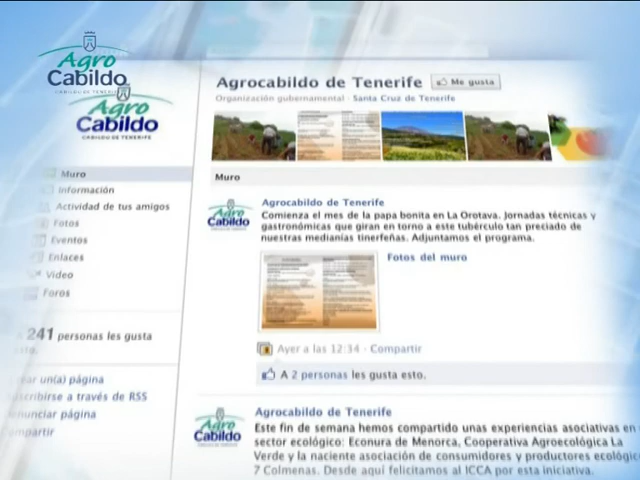 Agro
Cabildo
CABILDO DE TENERIFE
Agro
Cabildo
CABILDO DE TENERIFE
Agrocabildo de Tenerife
Me gusta
Organización gubernamental · Santa Cruz de Tenerife
Muro
Información
Actividad de tus amigos
Fotos
Eventos
Enlaces
Video
Foros
241 personas les gusta
un(a) página
a través de RSS
página
Muro
Agro
Cabildo
Agrocabildo de Tenerife
Comienza el mes de la papa bonita en La Orotava. Jornadas técnicas y
gastronómicas que giran en torno a este tubérculo tan preciado de
nuestras medianías tinerfeñas. Adjuntamos el programa.
Fotos del muro
Ayer a las 12:34 · Compartir
A 2 personas les gusta esto.
Agro
Cabildo
Agrocabildo de Tenerife
Este fin de semana hemos compartido unas experiencias asociativas en
sector ecológico: Econura de Menorca, Cooperativa Agroecológica La
Verde y la naciente asociación de consumidores y productores ecológic
7 Colmenas. Desde aquí felicitamos al ICCA por esta iniciativa.